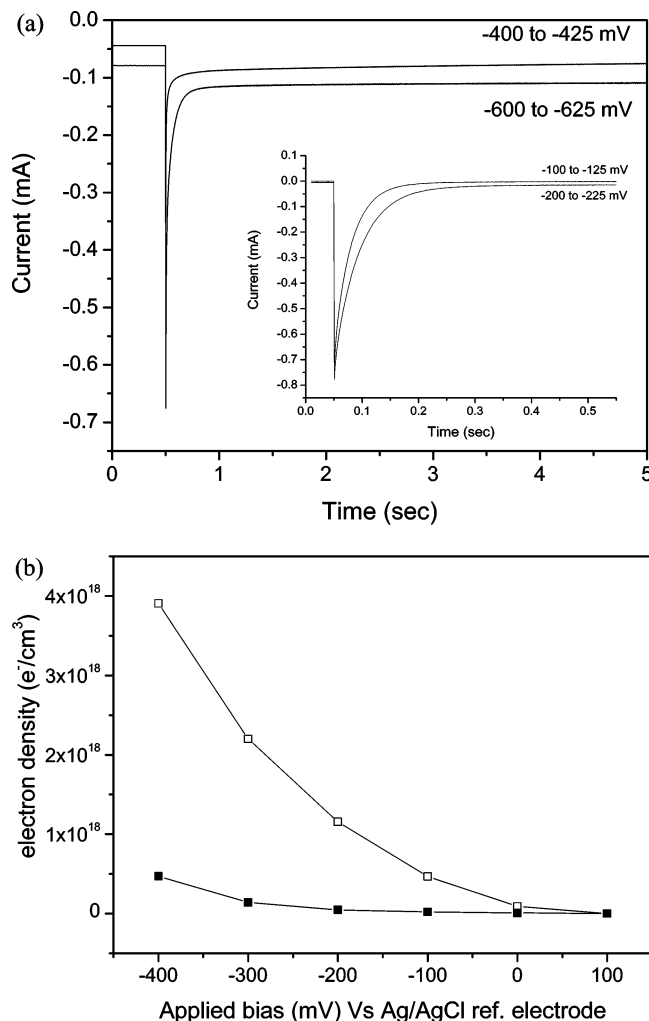 (a)
0.0
-0.1
-0.2
-0.3
-0.4
-0.5
-0.6
-0.7
Current (mA)
-400 to -425 mV
-600 to -625 mV
0.1
0.0
-0.1
-0.2
-0.3
-0.4
-0.5
-0.6
-0.7
-0.8
Current (mA)
-100 to -125 mV
-200 to -225 mV
0.0 0.1 0.2 0.3 0.4 0.5
Time (sec)
0 1 2 3 4 5
Time (sec)
(b)
4x10¹⁸
3x10¹⁸
2x10¹⁸
1x10¹⁸
0
electron density (e⁻/cm³)
-400 -300 -200 -100 0 100
Applied bias (mV) Vs Ag/AgCl ref. electrode